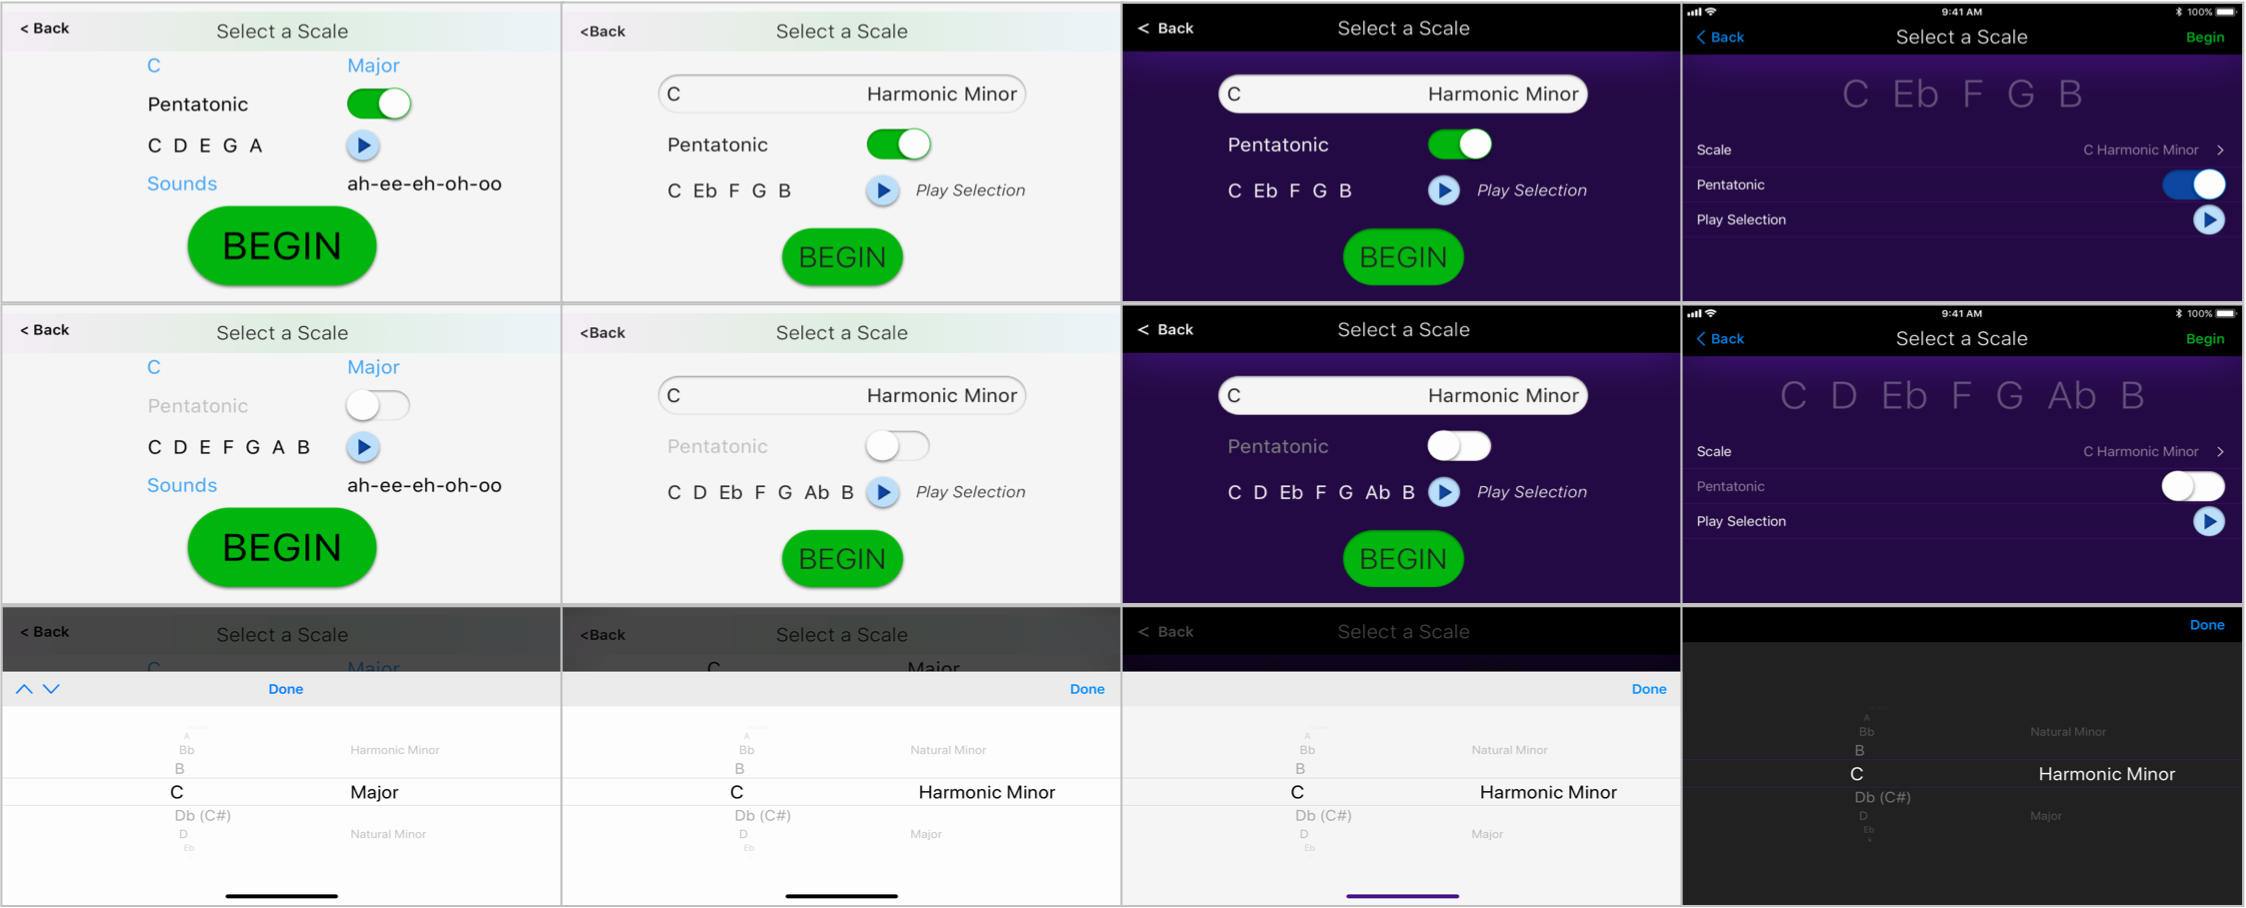 < Back Select a Scale
C Major
Pentatonic
C D E G A
Sounds ah-ee-eh-oh-oo
BEGIN
<Back Select a Scale
C Harmonic Minor
Pentatonic
C Eb F G B Play Selection
BEGIN
< Back Select a Scale
C Harmonic Minor
Pentatonic
C Eb F G B Play Selection
BEGIN
9:41 AM 100%
Back Select a Scale Begin
C Eb F G B
Scale C Harmonic Minor
Pentatonic
Play Selection
< Back Select a Scale
C Major
Pentatonic
C D E F G A B
Sounds ah-ee-eh-oh-oo
BEGIN
<Back Select a Scale
C Harmonic Minor
Pentatonic
C D Eb F G Ab B Play Selection
BEGIN
< Back Select a Scale
C Harmonic Minor
Pentatonic
C D Eb F G Ab B Play Selection
BEGIN
9:41 AM 100%
Back Select a Scale Begin
C D Eb F G Ab B
Scale C Harmonic Minor
Pentatonic
Play Selection
< Back Select a Scale
C Major
Done
A
Bb Harmonic Minor
B
C Major
Db (C#)
D Natural Minor
Eb
<Back Select a Scale
C Major
Done
A
Bb Natural Minor
B
C Harmonic Minor
Db (C#)
D Major
Eb
< Back Select a Scale
Done
A
Bb Natural Minor
B
C Harmonic Minor
Db (C#)
D Major
Eb
Done
A
Bb Natural Minor
B
C Harmonic Minor
Db (C#)
D Major
Eb